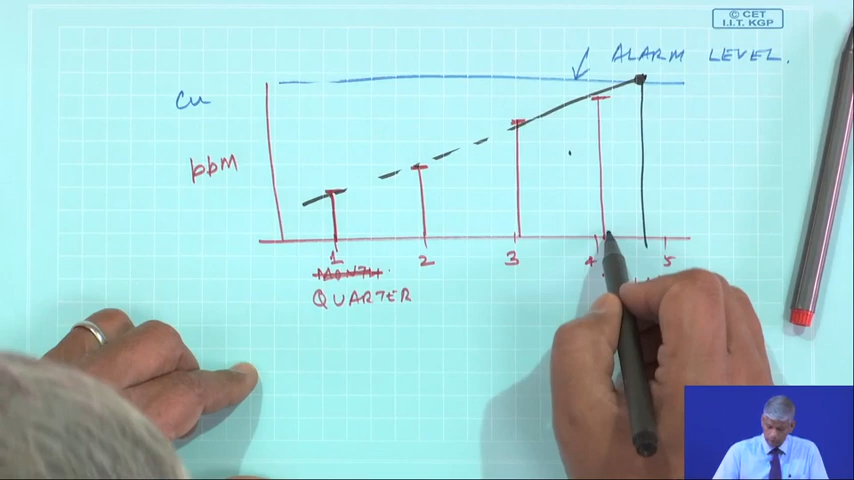 © CET
I.I.T. KGP
ALARM LEVEL.
Cu
ppM
1 2 3 4 5
MONTH.
QUARTER